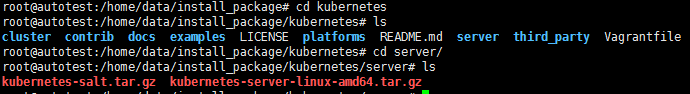 root@autotest:/home/data/install_package# cd kubernetes
root@autotest:/home/data/install_package/kubernetes# ls
cluster contrib docs examples LICENSE platforms README.md server third_party Vagrantfile
root@autotest:/home/data/install_package/kubernetes# cd server/
root@autotest:/home/data/install_package/kubernetes/server# ls
kubernetes-salt.tar.gz kubernetes-server-linux-amd64.tar.gz
root@autotest:/home/data/install_package/kubernetes/server#